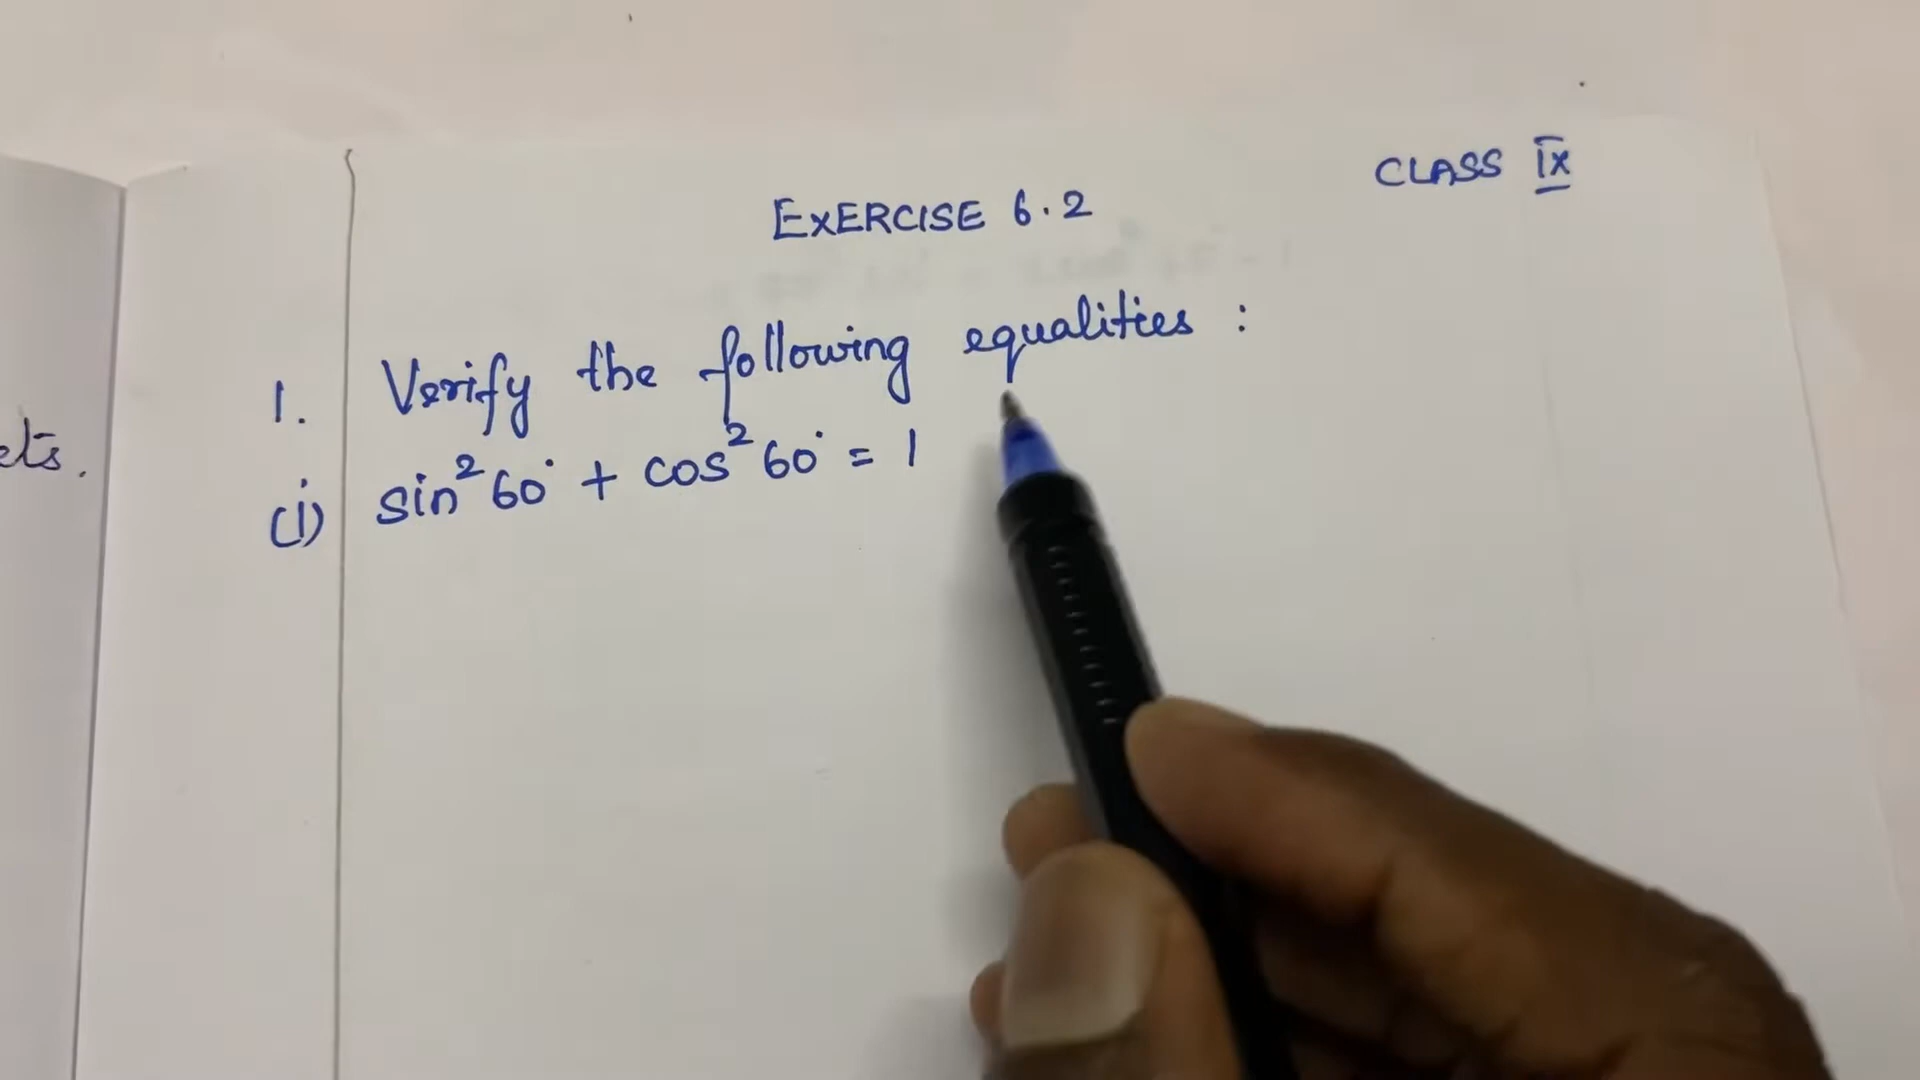 CLASS IX
EXERCISE 6.2
1. Verify the following equalities :
(i) sin²60° + cos²60° = 1